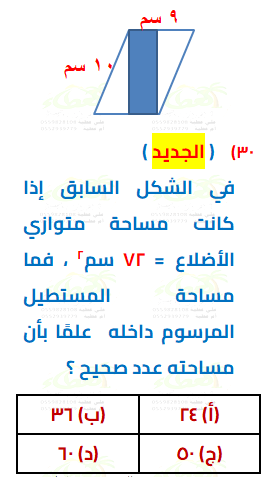 ٩ سم
١٠ سم
٣٠) ( الجديد )
في الشكل السابق إذا
كانت مساحة متوازي
الأضلاع = ٧٢ سم٢ ، فما
مساحة المستطيل
المرسوم داخله علمًا بأن
مساحته عدد صحيح ؟
(أ) ٢٤ (ب) ٣٦
(ج) ٥٠ (د) ٦٠